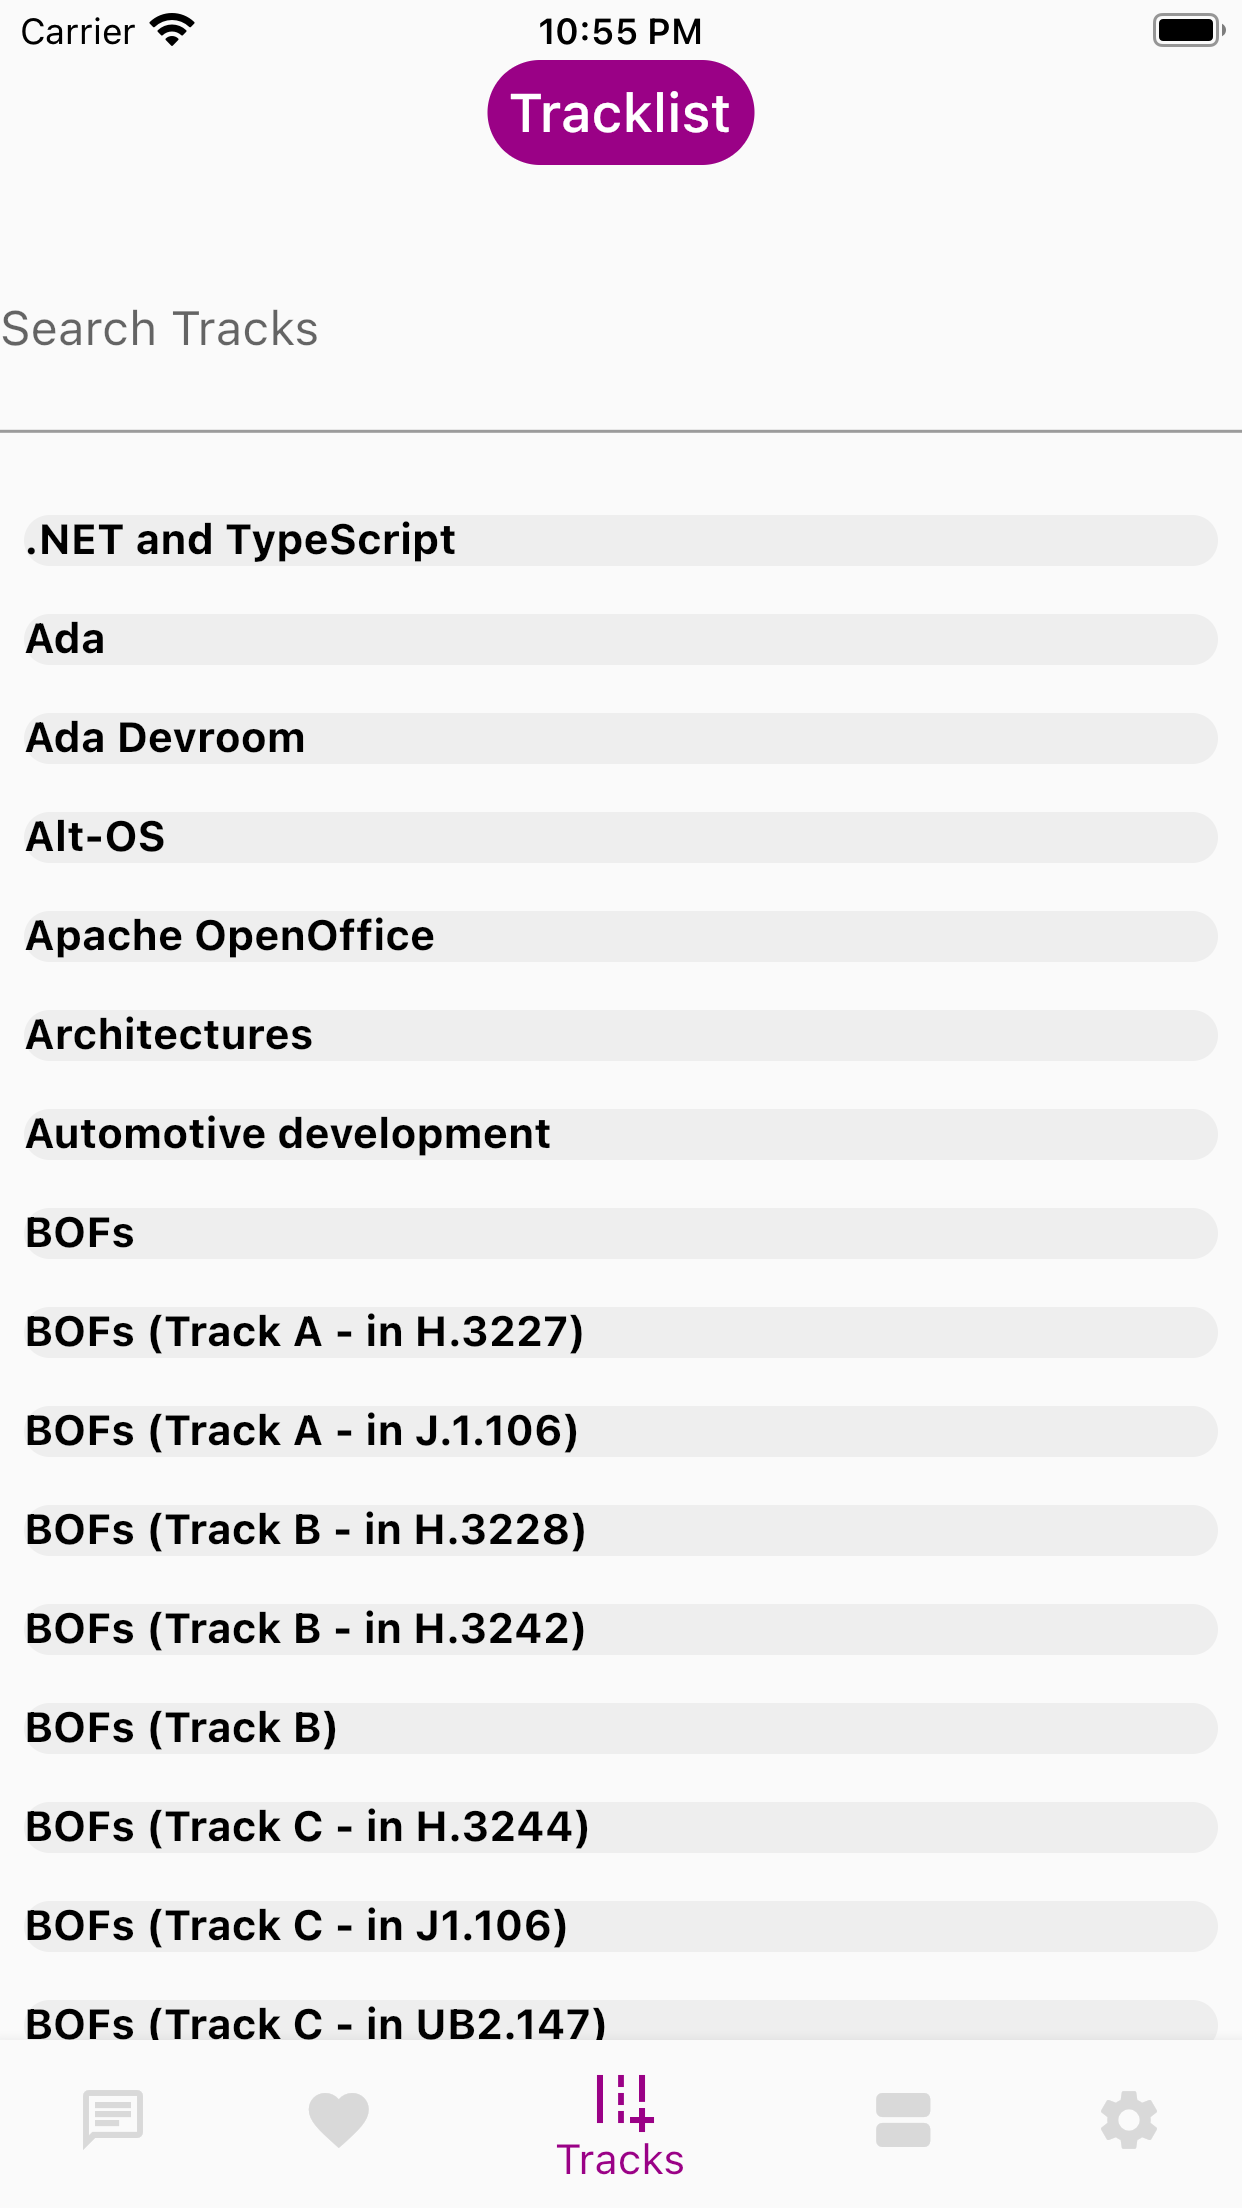 Carrier 10:55 PM
Tracklist
Search Tracks
.NET and TypeScript
Ada
Ada Devroom
Alt-OS
Apache OpenOffice
Architectures
Automotive development
BOFs
BOFs (Track A - in H.3227)
BOFs (Track A - in J.1.106)
BOFs (Track B - in H.3228)
BOFs (Track B - in H.3242)
BOFs (Track B)
BOFs (Track C - in H.3244)
BOFs (Track C - in J1.106)
BOFs (Track C - in UB2.147)
Tracks